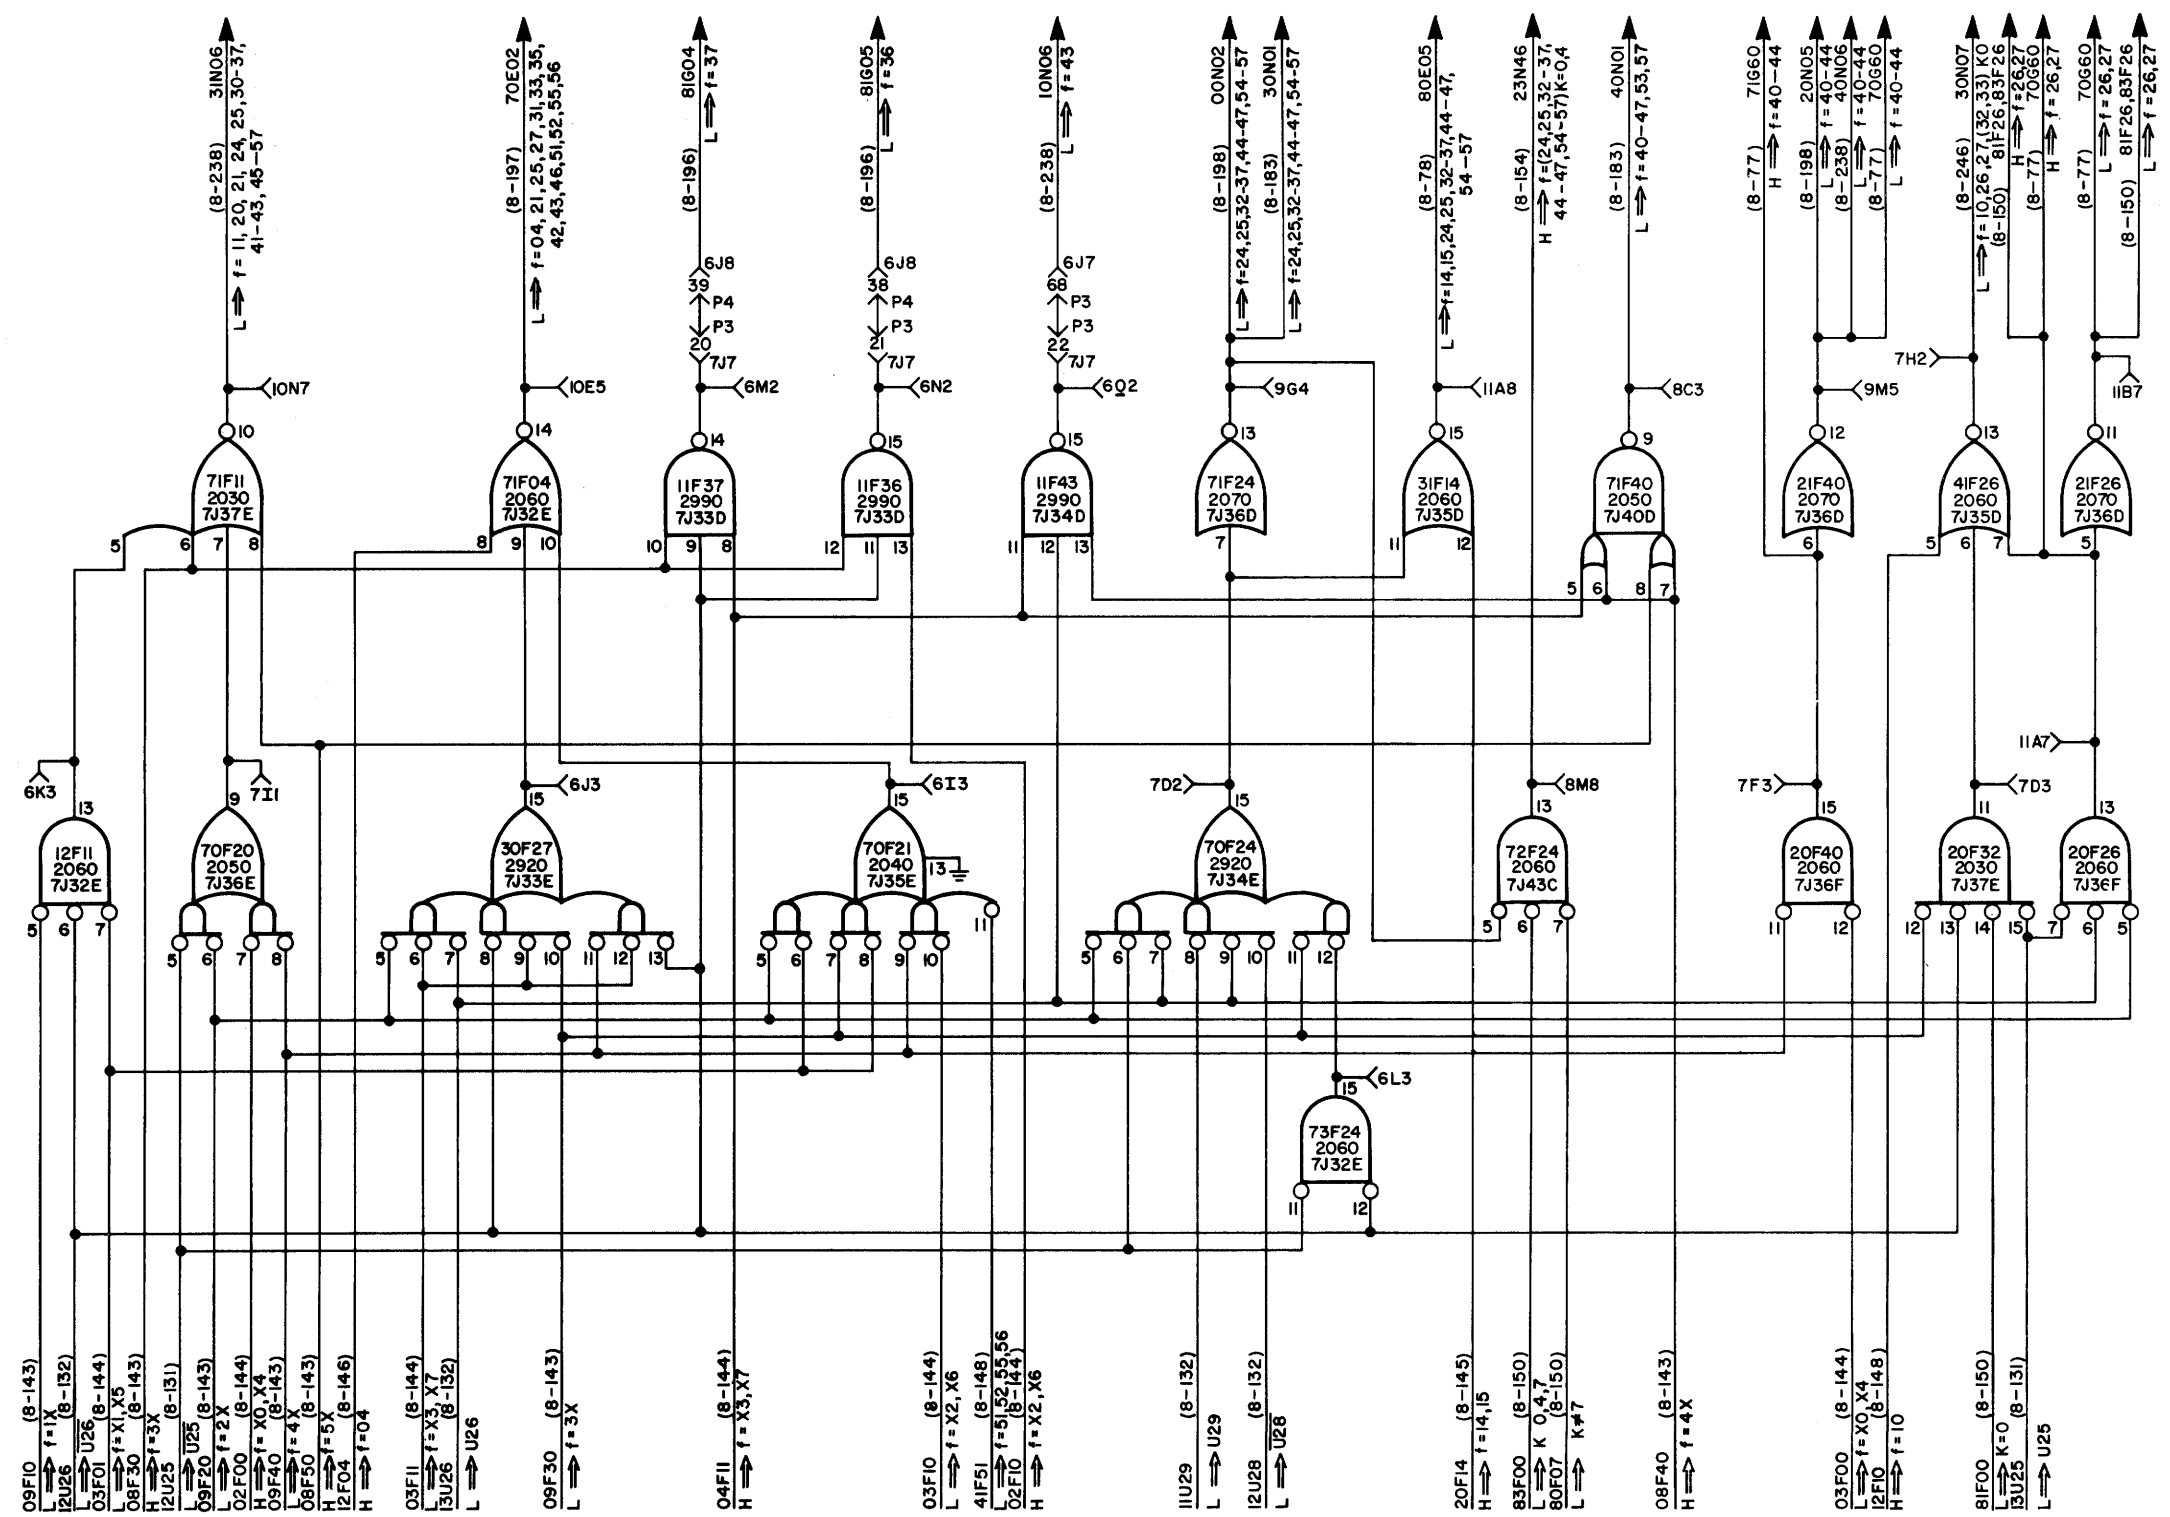 31N06
(8-238)
L ⟹ f = 11, 20, 21, 24, 25, 30-37,
41-43, 45-57
70E02
(8-197)
L ⟹ f = 04, 21, 25, 27, 31, 33, 35,
42, 43, 46, 51, 52, 55, 56
81G04
(8-196)
L ⟹ f = 37
81G05
(8-196)
L ⟹ f = 36
10N06
(8-238)
L ⟹ f = 43
00N02
(8-198)
L ⟹ f=24,25,32-37,44-47,54-57
30N01
(8-183)
L ⟹ f=24,25,32-37,44-47,54-57
80E05
(8-78)
L ⟹ f=14,15,24,25,32-37,44-47,
54-57
23N46
(8-154)
H ⟹ f=(24,25,32-37,
44-47,54-57)K=0,4
40N01
(8-183)
L ⟹ f=40-47,53,57
71G60
(8-77)
H ⟹ f=40-44
20N05
(8-198)
L ⟹ f=40-44
40N06
(8-238)
L ⟹ f=40-44
70G60
(8-77)
L ⟹ f=40-44
30N07
(8-246)
L ⟹ f=10,26,27,(32,33) K0
81F26,83F26
(8-150)
H ⟹ f=26,27
70G60
(8-77)
H ⟹ f=26,27
70G60
(8-77)
L ⟹ f=26,27
81F26,83F26
(8-150)
L ⟹ f=26,27
6J8 6J8 6J7
39 38 68
P4 P4 P3
P3 P3 P3
20 21 22
7J7 7J7 7J7
10N7 10E5 6M2 6N2 6O2 9G4 11A8 8C3 9M5 7H2 11B7
10 14 14 15 15 13 15 9 12 13 11
71F11
2030
7J37E
71F04
2060
7J32E
11F37
2990
7J33D
11F36
2990
7J33D
11F43
2990
7J34D
71F24
2070
7J36D
31F14
2060
7J35D
71F40
2050
7J40D
21F40
2070
7J36D
41F26
2060
7J35D
21F26
2070
7J36D
5 6 7 8 8 9 10 10 9 8 12 11 13 11 12 13 7 11 12 5 6 8 7 6 5 6 7 5
6K3 7I1 6J3 6I3 7D2 8M8 7F3 7D3 11A7
13 9 15 15 15 13 15 11 13
12F11
2060
7J32E
70F20
2050
7J36E
30F27
2920
7J33E
70F21
2040
7J35E
13
70F24
2920
7J34E
72F24
2060
7J43C
20F40
2060
7J36F
20F32
2030
7J37E
20F26
2060
7J36F
5 6 7 5 6 7 8 5 6 7 8 9 10 11 12 13 5 6 7 8 9 10 11 5 6 7 8 9 10 11 12 5 6 7 11 12 12 13 14 15 7 6 5
6L3
15
73F24
2060
7J32E
11 12
09F10 (8-143)
L ⟹ f=1X
12U26 (8-132)
L ⟹ U̅2̅6̅
03F01 (8-144)
L ⟹ f=X1,X5
08F30 (8-143)
H ⟹ f=3X
12U25 (8-131)
L ⟹ U̅2̅5̅
09F20 (8-143)
L ⟹ f=2X
02F00 (8-144)
H ⟹ f=X0,X4
09F40 (8-143)
L ⟹ f=4X
08F50 (8-143)
H ⟹ f=5X
12F04 (8-146)
H ⟹ f=04
03F11 (8-144)
L ⟹ f=X3,X7
13U26 (8-132)
L ⟹ U26
09F30 (8-143)
L ⟹ f=3X
04F11 (8-144)
H ⟹ f=X3,X7
03F10 (8-144)
L ⟹ f=X2,X6
41F51 (8-148)
L ⟹ f=51,52,55,56
02F10 (8-144)
H ⟹ f=X2,X6
11U29 (8-132)
L ⟹ U29
12U28 (8-132)
L ⟹ U̅2̅8̅
20F14 (8-145)
H ⟹ f=14,15
83F00 (8-150)
L ⟹ K 0,4,7
80F07 (8-150)
L ⟹ K≠7
08F40 (8-143)
H ⟹ f=4X
03F00 (8-144)
L ⟹ f=X0,X4
12F10 (8-148)
H ⟹ f=10
81F00 (8-150)
L ⟹ K=0
13U25 (8-131)
L ⟹ U25